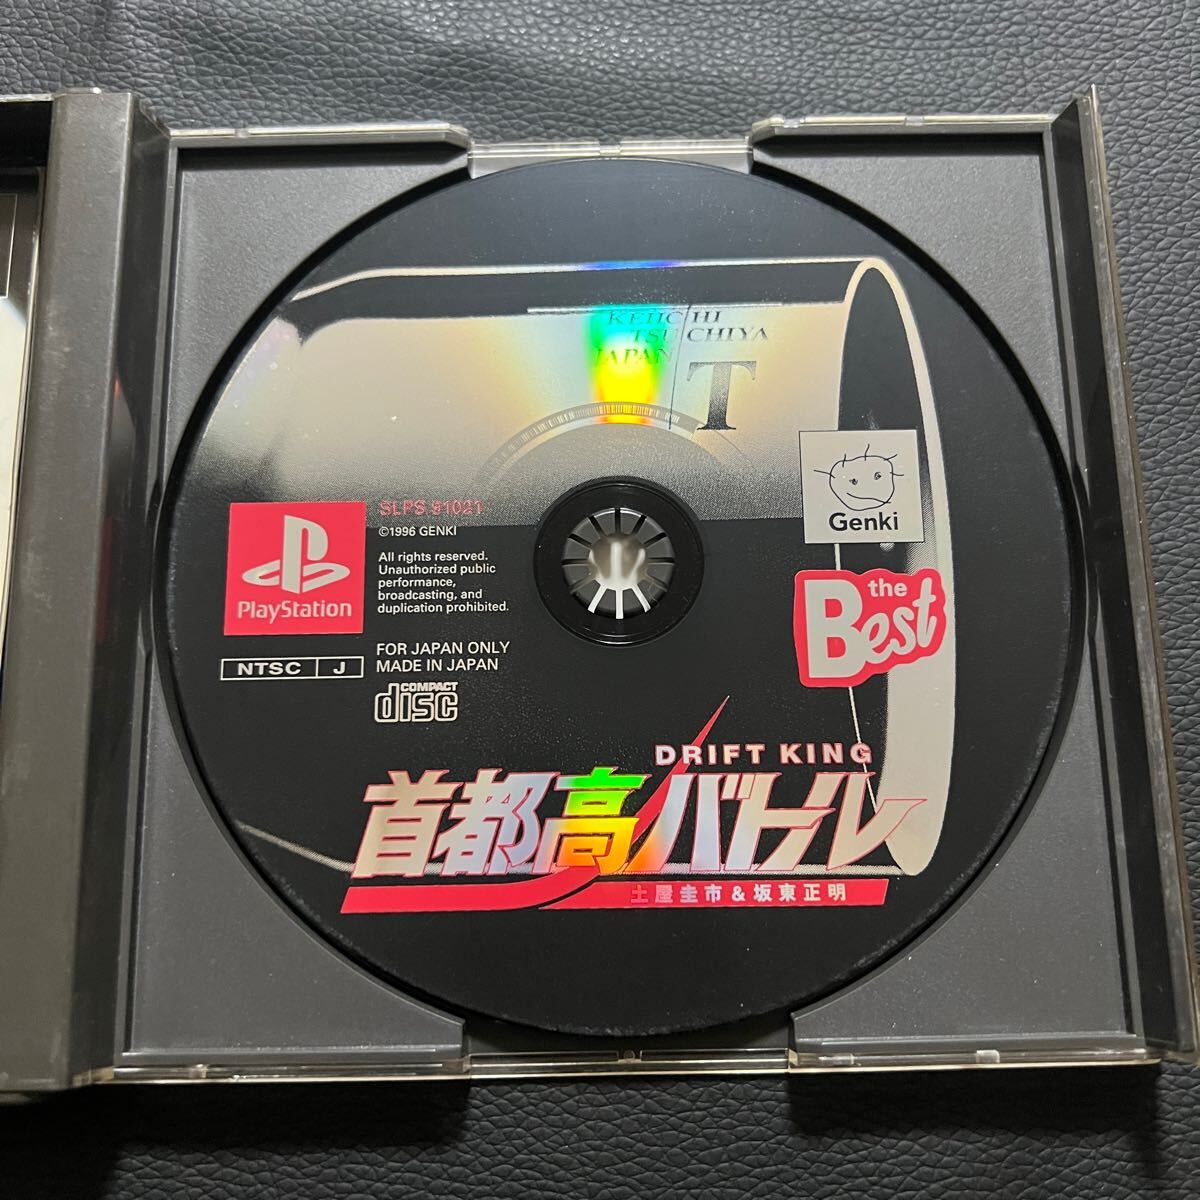 KEIICHI
TSUCHIYA
JAPAN
T
Genki
the
Best
PlayStation
NTSC J
SLPS 91021
©1996 GENKI
All rights reserved.
Unauthorized public
performance,
broadcasting, and
duplication prohibited.
FOR JAPAN ONLY
MADE IN JAPAN
COMPACT
disc
DRIFT KING
首都高バトル
土屋圭市&坂東正明